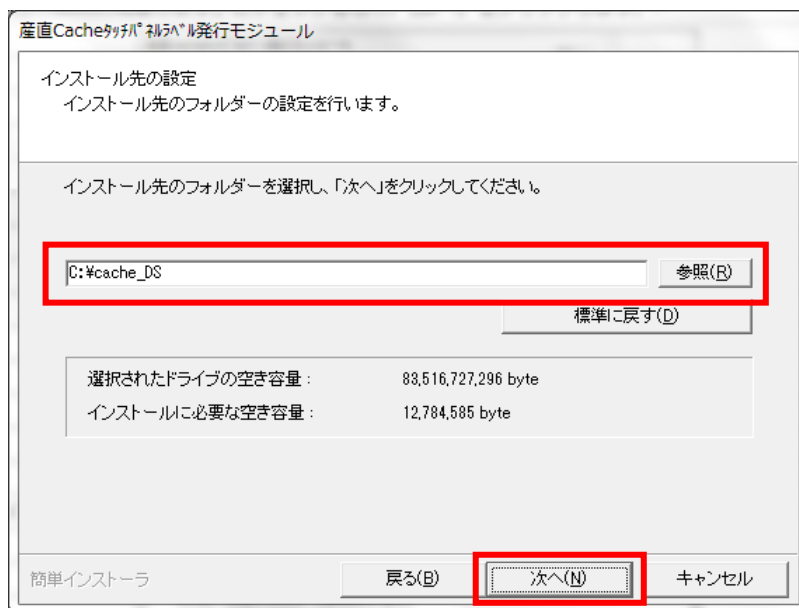 産直Cacheﾀｯﾁﾊﾟﾈﾙﾗﾍﾞﾙ発行モジュール
インストール先の設定
インストール先のフォルダーの設定を行います。
インストール先のフォルダーを選択し、「次へ」をクリックしてください。
C:¥cache_DS
参照(R)
標準に戻す(D)
選択されたドライブの空き容量： 83,516,727,296 byte
インストールに必要な空き容量： 12,784,585 byte
簡単インストーラ
戻る(B)
次へ(N)
キャンセル